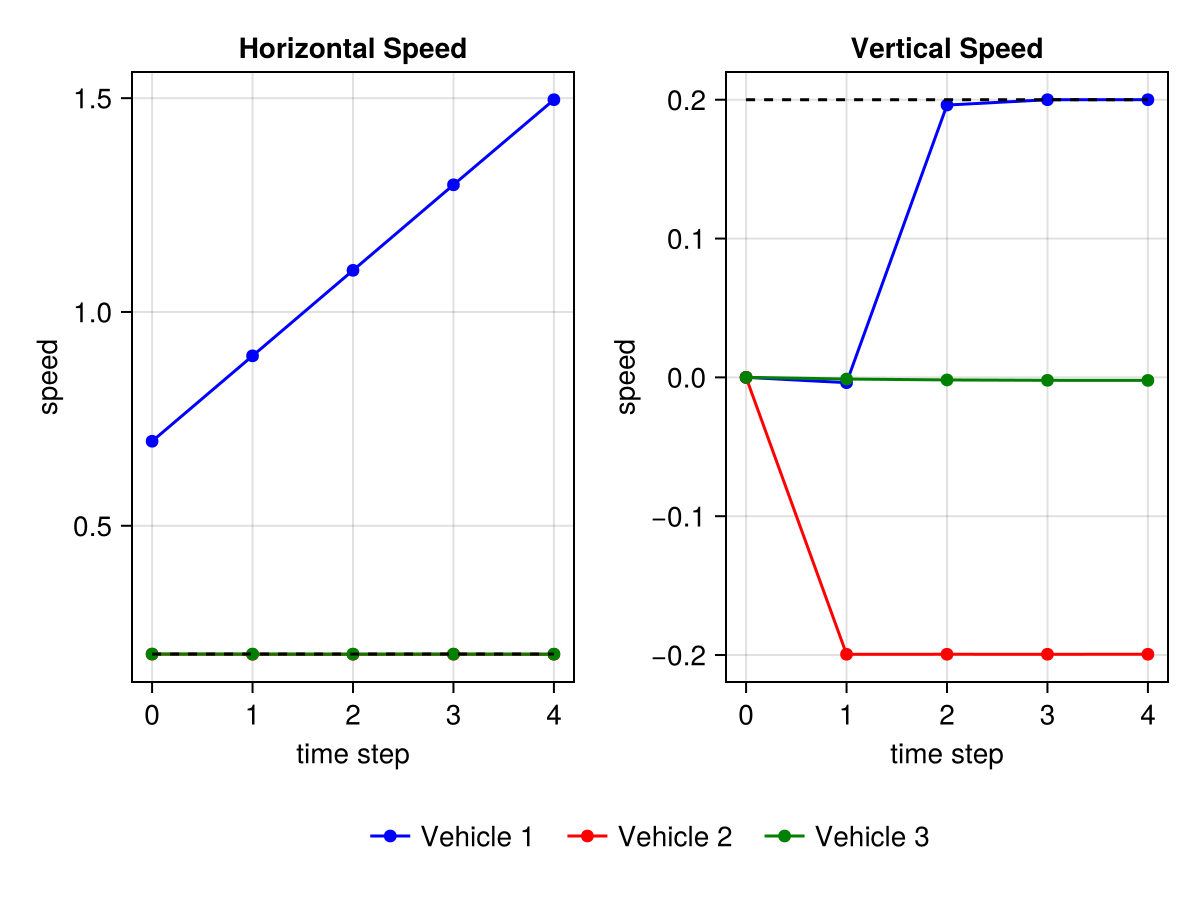 Horizontal Speed
1.5
1.0
0.5
speed
0 1 2 3 4
time step
Vertical Speed
0.2
0.1
0.0
−0.1
−0.2
speed
0 1 2 3 4
time step
Vehicle 1 Vehicle 2 Vehicle 3